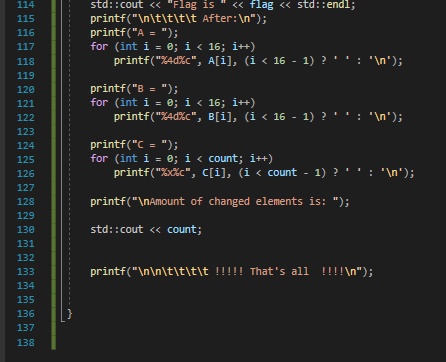 114 std::cout << "Flag is " << flag << std::endl;
115 printf("\n\t\t\t\t After:\n");
116 printf("A = ");
117 for (int i = 0; i < 16; i++)
118 printf("%4d%c", A[i], (i < 16 - 1) ? ' ' : '\n');
119
120 printf("B = ");
121 for (int i = 0; i < 16; i++)
122 printf("%4d%c", B[i], (i < 16 - 1) ? ' ' : '\n');
123
124 printf("C = ");
125 for (int i = 0; i < count; i++)
126 printf("%x%c", C[i], (i < count - 1) ? ' ' : '\n');
127
128 printf("\nAmount of changed elements is: ");
129
130 std::cout << count;
131
132
133 printf("\n\n\t\t\t\t !!!!! That's all  !!!!\n");
134
135
136 }
137
138